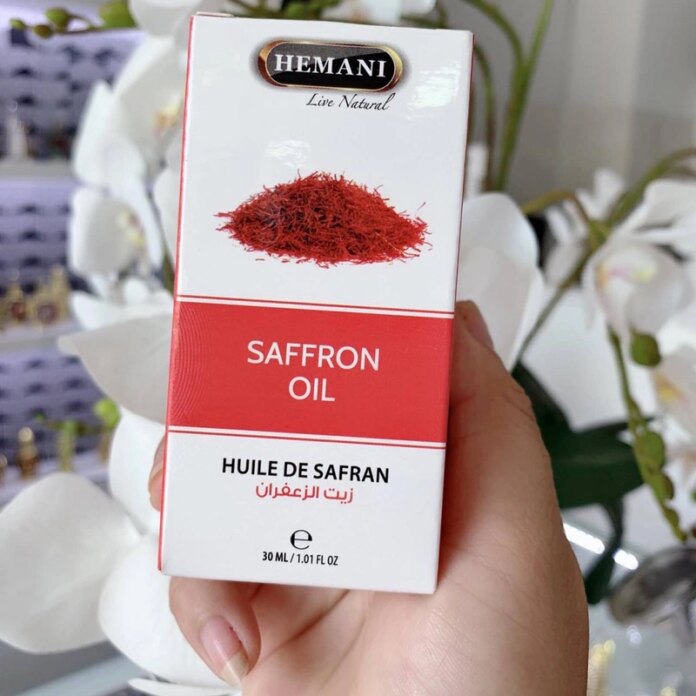 HEMANI
Live Natural
SAFFRON
OIL
HUILE DE SAFRAN
زيت الزعفران
e
30 ML / 1.01 FL OZ